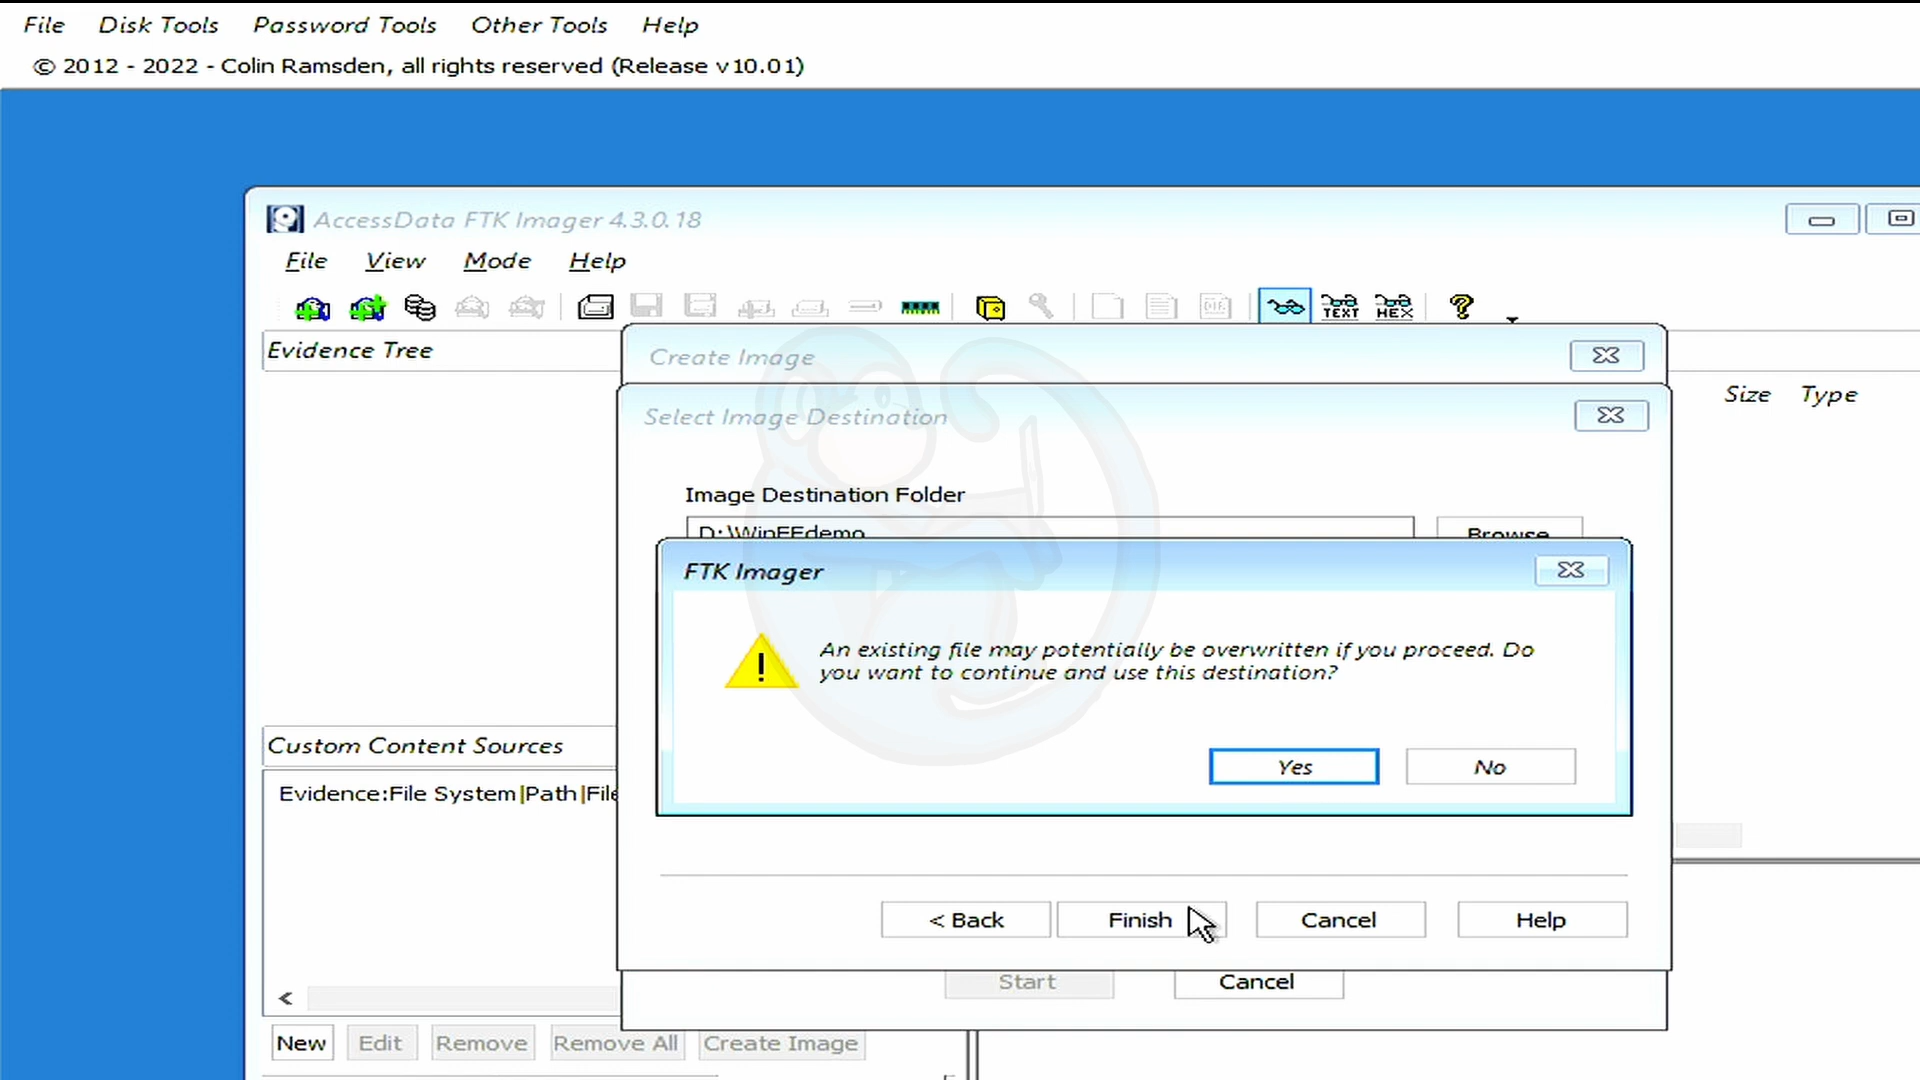 File Disk Tools Password Tools Other Tools Help
© 2012 - 2022 - Colin Ramsden, all rights reserved (Release v10.01)
AccessData FTK Imager 4.3.0.18
File View Mode Help
TEXT HEX
Evidence Tree
Create Image
Size Type
Select Image Destination
Image Destination Folder
D:\WinFEdemo Browse
FTK Imager
An existing file may potentially be overwritten if you proceed. Do
you want to continue and use this destination?
Yes No
Custom Content Sources
Evidence:File System|Path|File
< Back Finish Cancel Help
Start Cancel
New Edit Remove Remove All Create Image